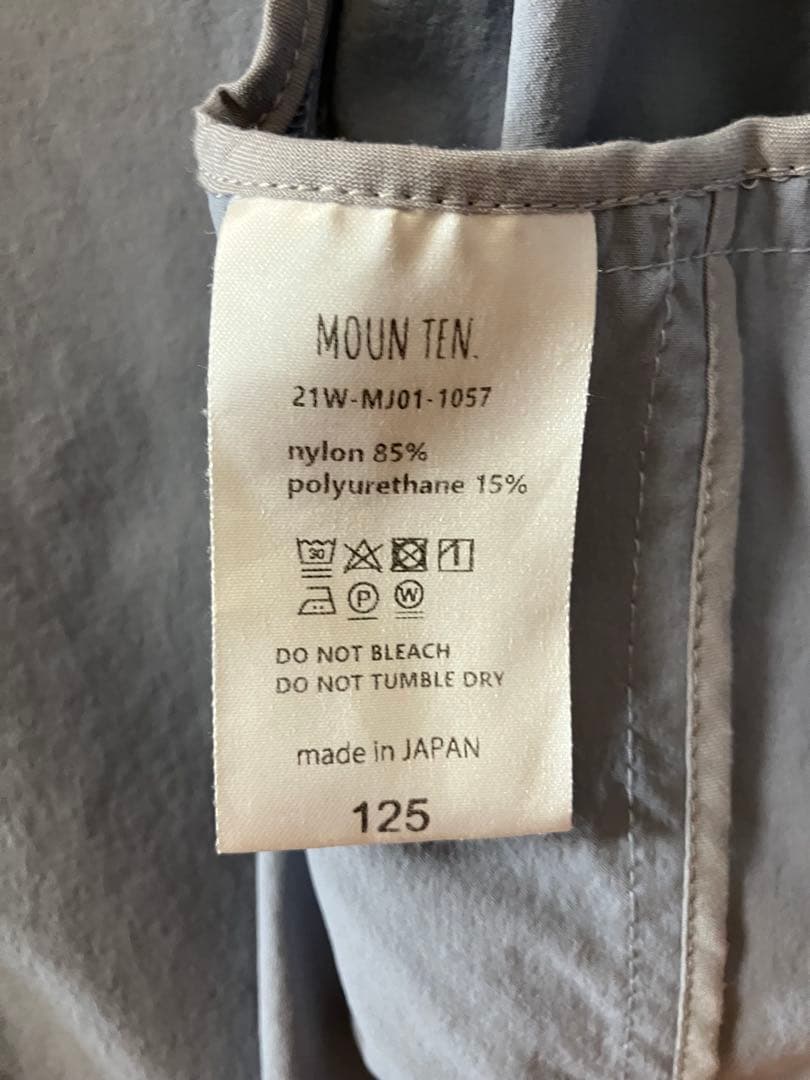 MOUN TEN.
21W-MJ01-1057
nylon 85%
polyurethane 15%
30
P W
DO NOT BLEACH
DO NOT TUMBLE DRY
made in JAPAN
125